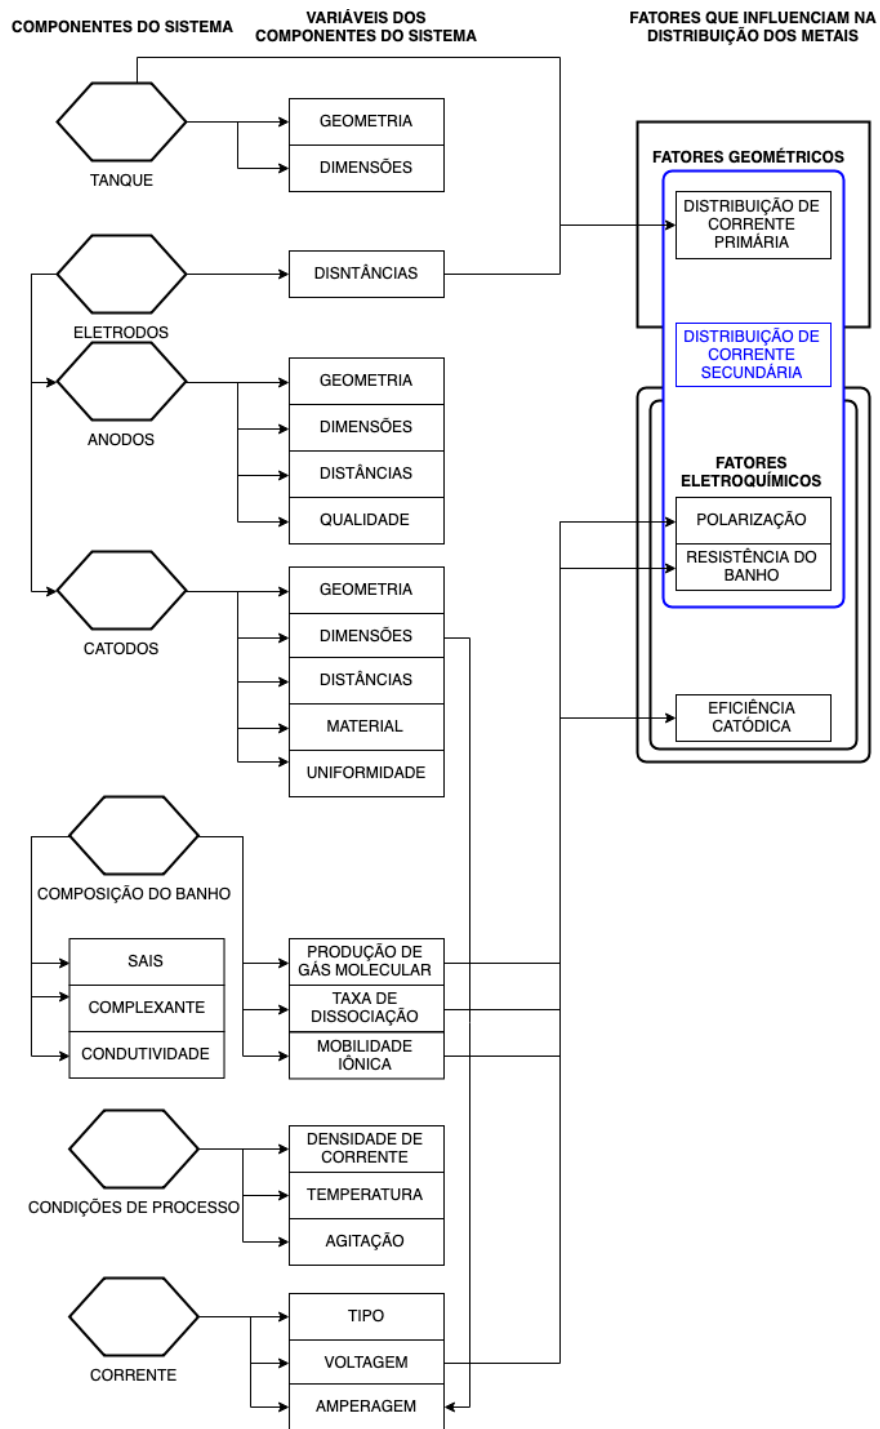 COMPONENTES DO SISTEMA
VARIÁVEIS DOS
COMPONENTES DO SISTEMA
FATORES QUE INFLUENCIAM NA
DISTRIBUIÇÃO DOS METAIS
TANQUE
GEOMETRIA
DIMENSÕES
ELETRODOS
DISNTÂNCIAS
ANODOS
GEOMETRIA
DIMENSÕES
DISTÂNCIAS
QUALIDADE
CATODOS
GEOMETRIA
DIMENSÕES
DISTÂNCIAS
MATERIAL
UNIFORMIDADE
COMPOSIÇÃO DO BANHO
SAIS
COMPLEXANTE
CONDUTIVIDADE
PRODUÇÃO DE
GÁS MOLECULAR
TAXA DE
DISSOCIAÇÃO
MOBILIDADE
IÔNICA
CONDIÇÕES DE PROCESSO
DENSIDADE DE
CORRENTE
TEMPERATURA
AGITAÇÃO
CORRENTE
TIPO
VOLTAGEM
AMPERAGEM
FATORES GEOMÉTRICOS
DISTRIBUIÇÃO DE
CORRENTE
PRIMÁRIA
DISTRIBUIÇÃO DE
CORRENTE
SECUNDÁRIA
FATORES
ELETROQUÍMICOS
POLARIZAÇÃO
RESISTÊNCIA DO
BANHO
EFICIÊNCIA
CATÓDICA